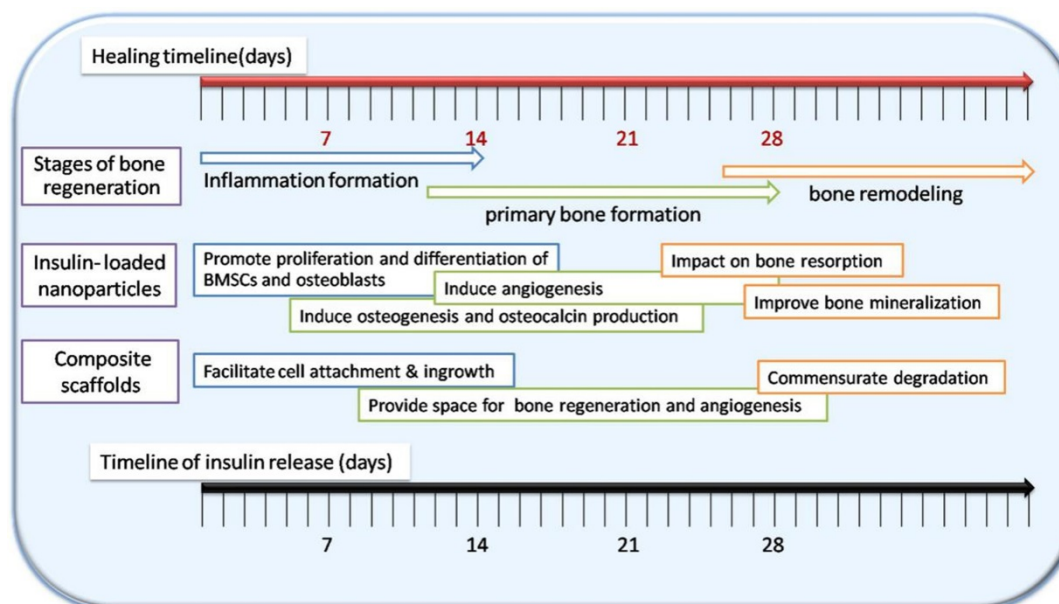 Healing timeline(days)
7 14 21 28
Stages of bone
regeneration
Inflammation formation
primary bone formation
bone remodeling
Insulin-loaded
nanoparticles
Promote proliferation and differentiation of
BMSCs and osteoblasts
Induce angiogenesis
Induce osteogenesis and osteocalcin production
Impact on bone resorption
Improve bone mineralization
Composite
scaffolds
Facilitate cell attachment & ingrowth
Provide space for bone regeneration and angiogenesis
Commensurate degradation
Timeline of insulin release (days)
7 14 21 28